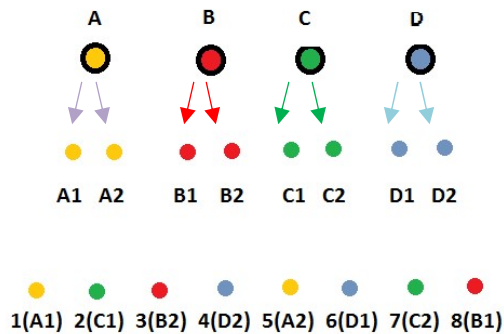 A B C D
A1 A2 B1 B2 C1 C2 D1 D2
1(A1) 2(C1) 3(B2) 4(D2) 5(A2) 6(D1) 7(C2) 8(B1)